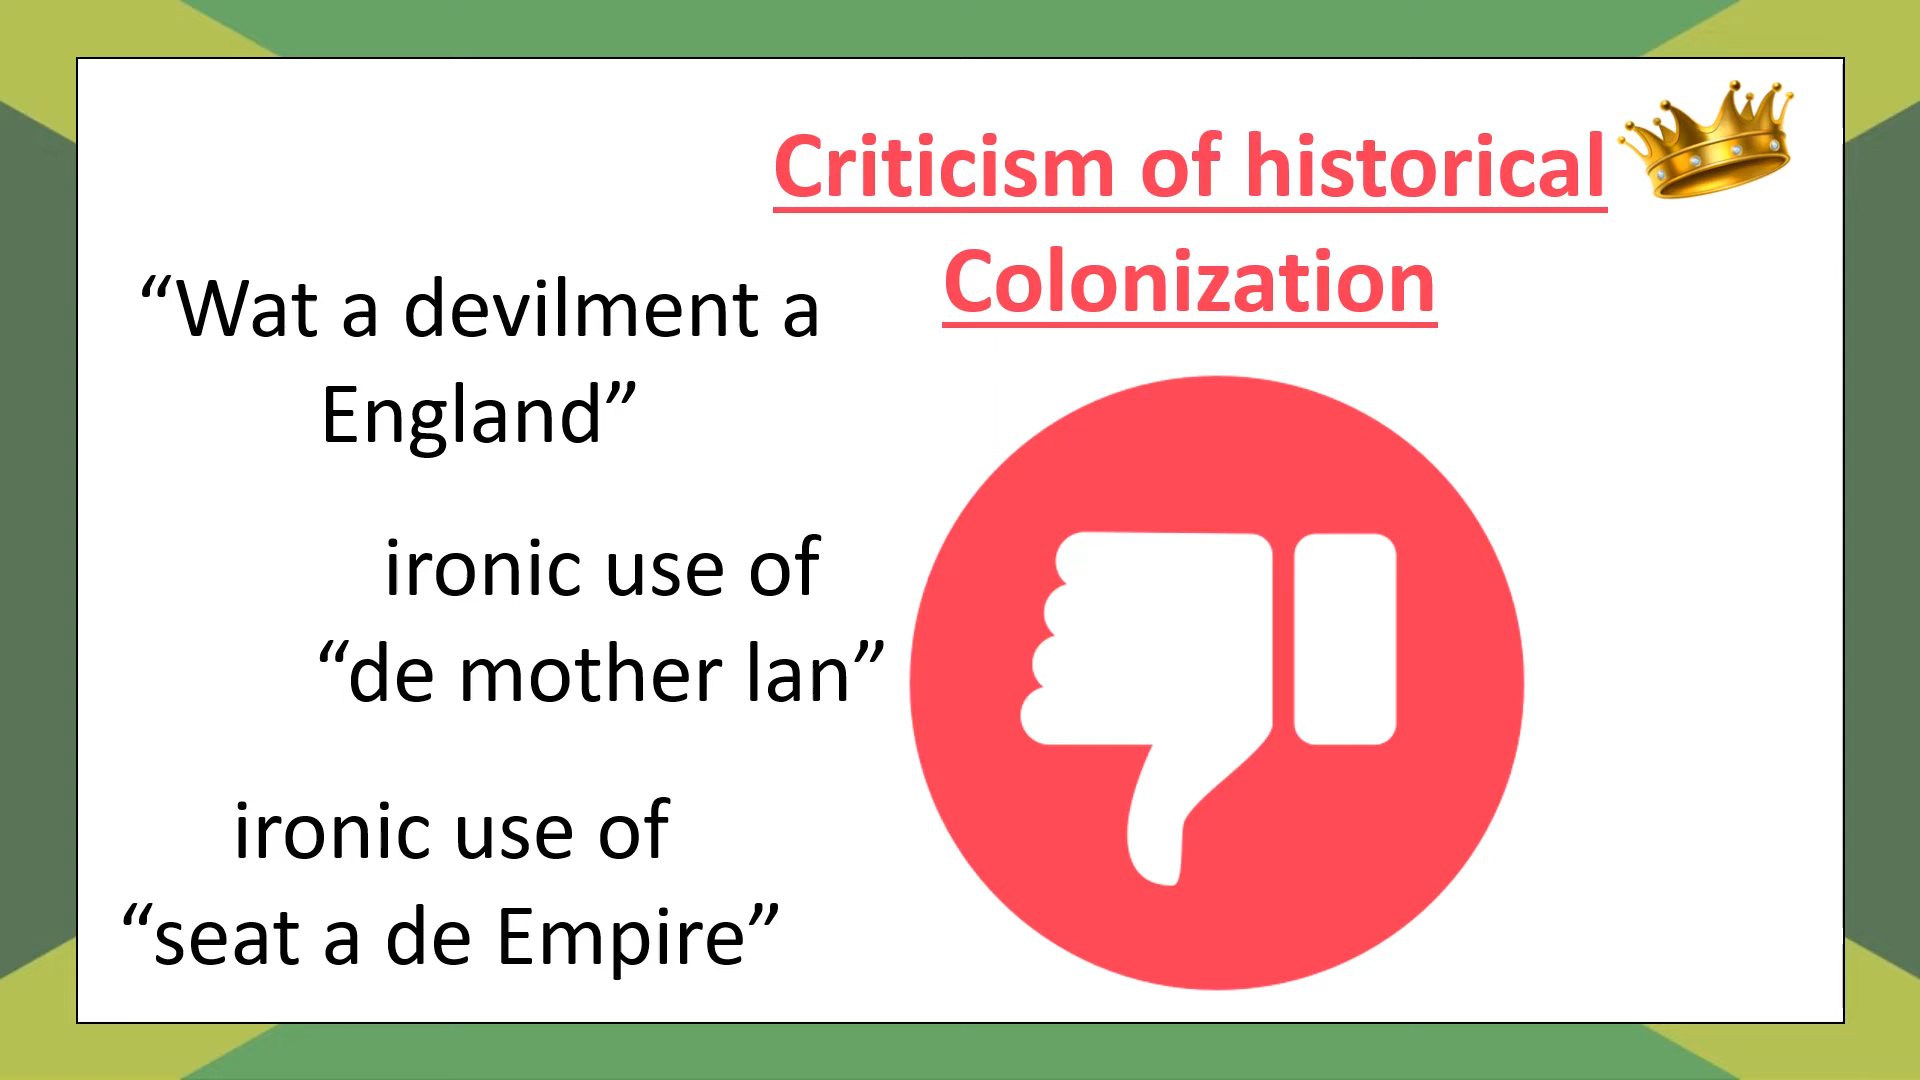 Criticism of historical
Colonization
“Wat a devilment a
England”
ironic use of
“de mother lan”
ironic use of
“seat a de Empire”